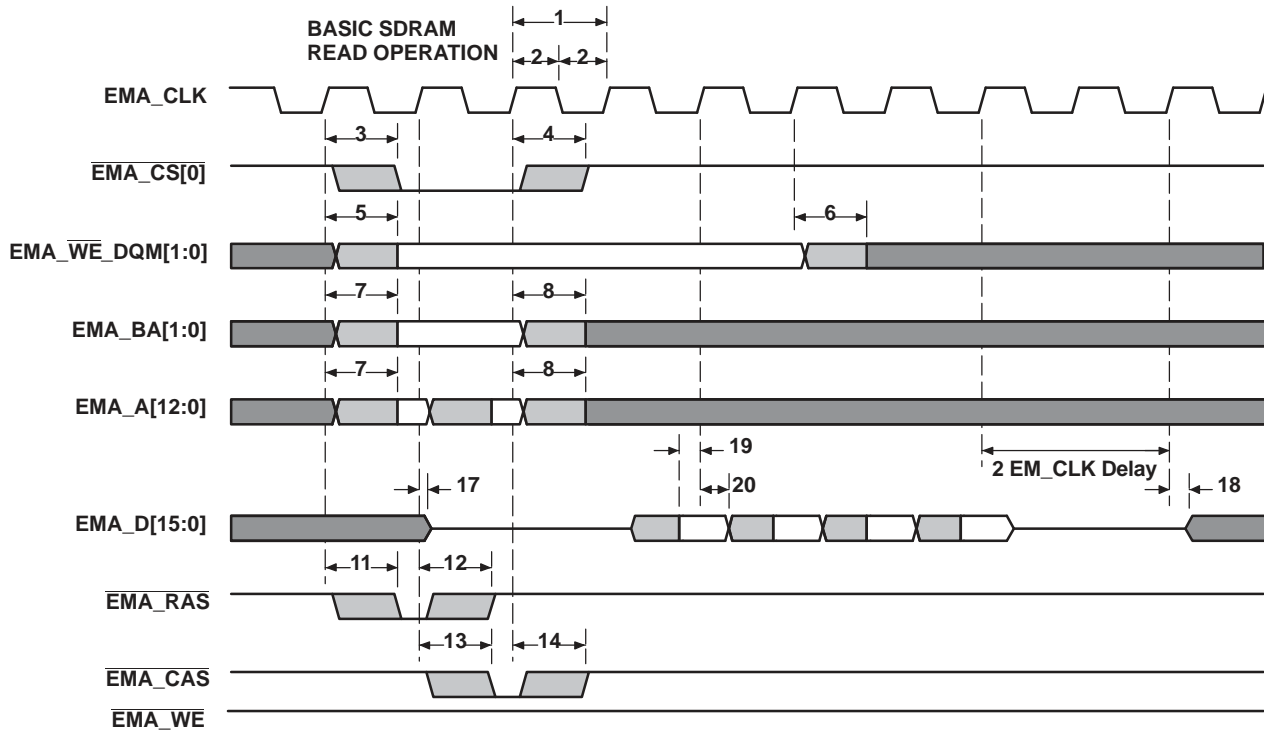 BASIC SDRAM
READ OPERATION
1
2 2
EMA_CLK
3 4
EMA_CS[0]
5 6
EMA_WE_DQM[1:0]
7 8
EMA_BA[1:0]
7 8
EMA_A[12:0]
19
2 EM_CLK Delay
17 20 18
EMA_D[15:0]
11 12
EMA_RAS
13 14
EMA_CAS
EMA_WE